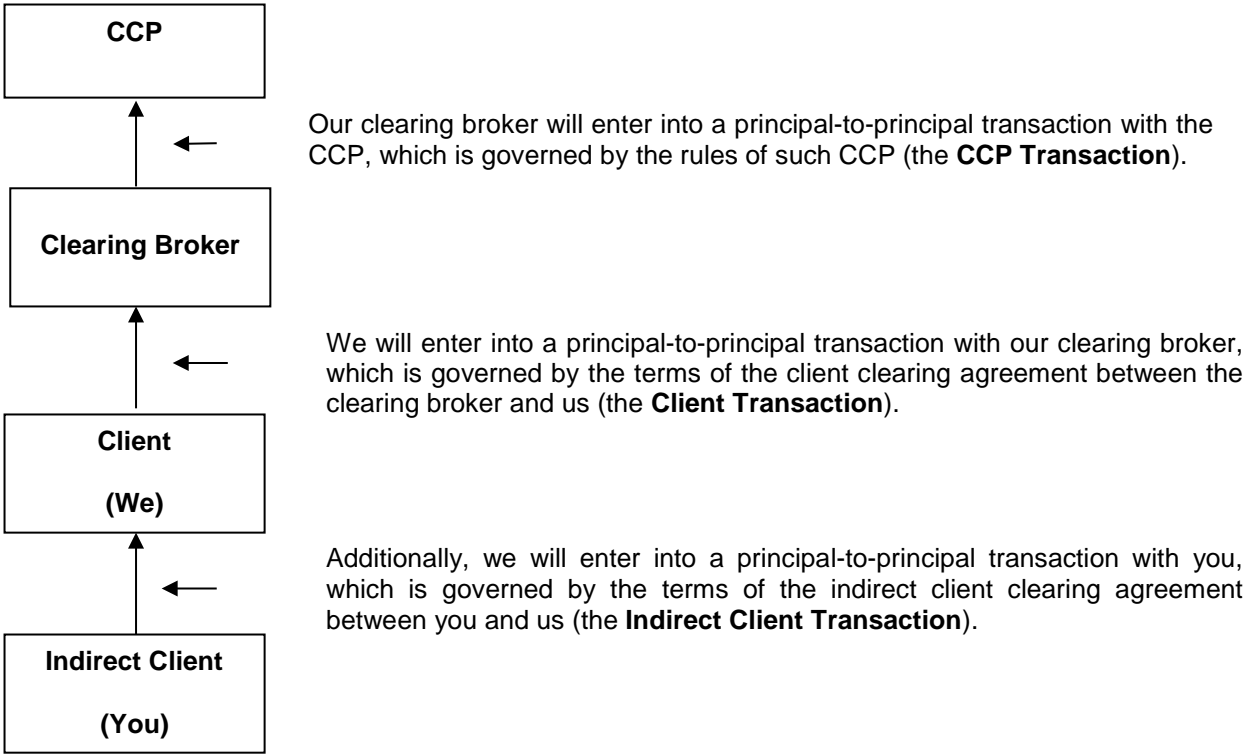 CCP
Our clearing broker will enter into a principal-to-principal transaction with the
CCP, which is governed by the rules of such CCP (the CCP Transaction).
Clearing Broker
We will enter into a principal-to-principal transaction with our clearing broker,
which is governed by the terms of the client clearing agreement between the
clearing broker and us (the Client Transaction).
Client
(We)
Additionally, we will enter into a principal-to-principal transaction with you,
which is governed by the terms of the indirect client clearing agreement
between you and us (the Indirect Client Transaction).
Indirect Client
(You)